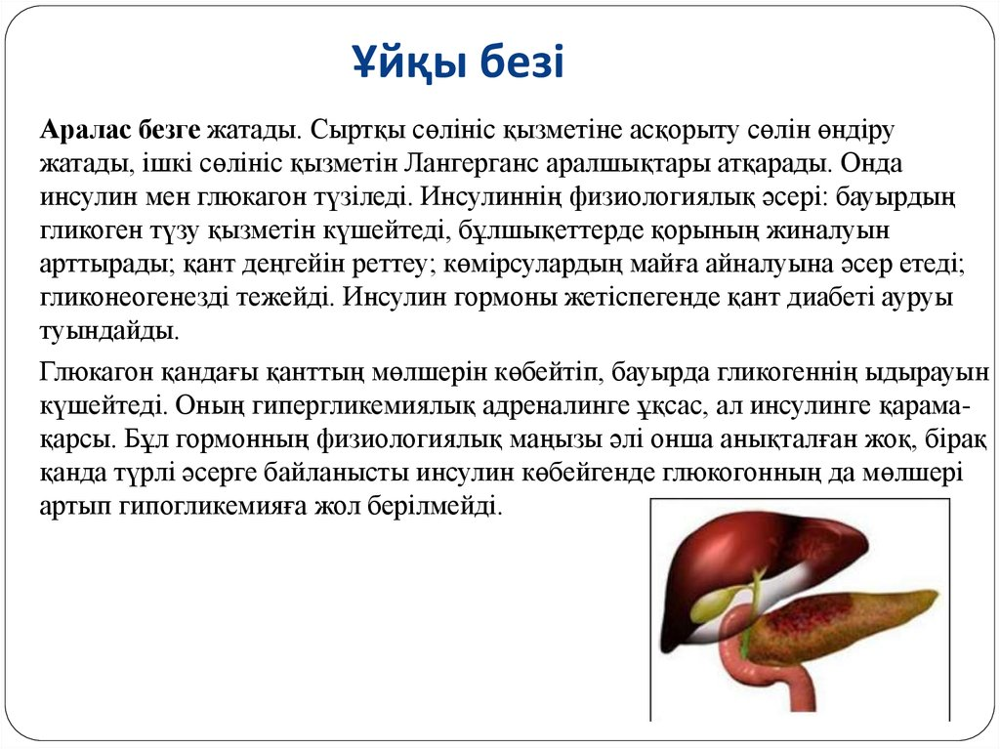 Ұйқы безі
Аралас безге жатады. Сыртқы сөлініс қызметіне асқорыту сөлін өндіру
жатады, ішкі сөлініс қызметін Лангерганс аралшықтары атқарады. Онда
инсулин мен глюкагон түзіледі. Инсулиннің физиологиялық әсері: бауырдың
гликоген түзу қызметін күшейтеді, бұлшықеттерде қорының жиналуын
арттырады; қант деңгейін реттеу; көмірсулардың майға айналуына әсер етеді;
гликонеогенезді тежейді. Инсулин гормоны жетіспегенде қант диабеті ауруы
туындайды.
Глюкагон қандағы қанттың мөлшерін көбейтіп, бауырда гликогеннің ыдырауын
күшейтеді. Оның гипергликемиялық адреналинге ұқсас, ал инсулинге қарама-
қарсы. Бұл гормонның физиологиялық маңызы әлі онша анықталған жоқ, бірақ
қанда түрлі әсерге байланысты инсулин көбейгенде глюкогонның да мөлшері
артып гипогликемияға жол берілмейді.